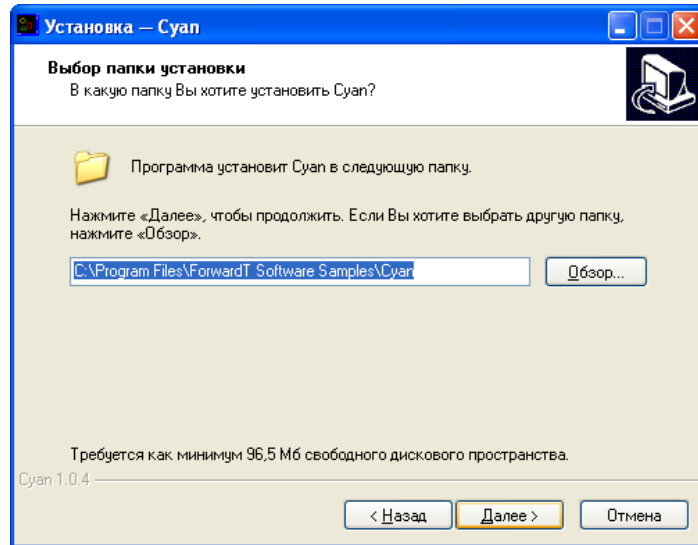 Установка — Cyan
Выбор папки установки
В какую папку Вы хотите установить Cyan?
Программа установит Cyan в следующую папку.
Нажмите «Далее», чтобы продолжить. Если Вы хотите выбрать другую папку,
нажмите «Обзор».
C:\Program Files\ForwardT Software Samples\Cyan
Обзор...
Требуется как минимум 96,5 Мб свободного дискового пространства.
Cyan 1.0.4
< Назад
Далее >
Отмена